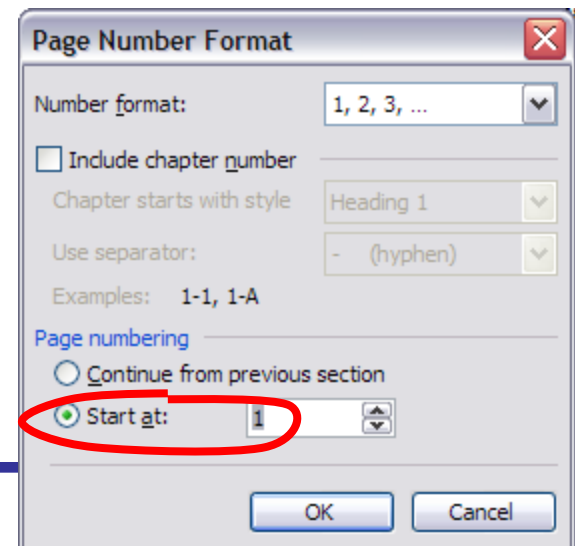 Page Number Format
Number format: 1, 2, 3, ...
Include chapter number
Chapter starts with style Heading 1
Use separator: - (hyphen)
Examples: 1-1, 1-A
Page numbering
Continue from previous section
Start at: 1
OK Cancel